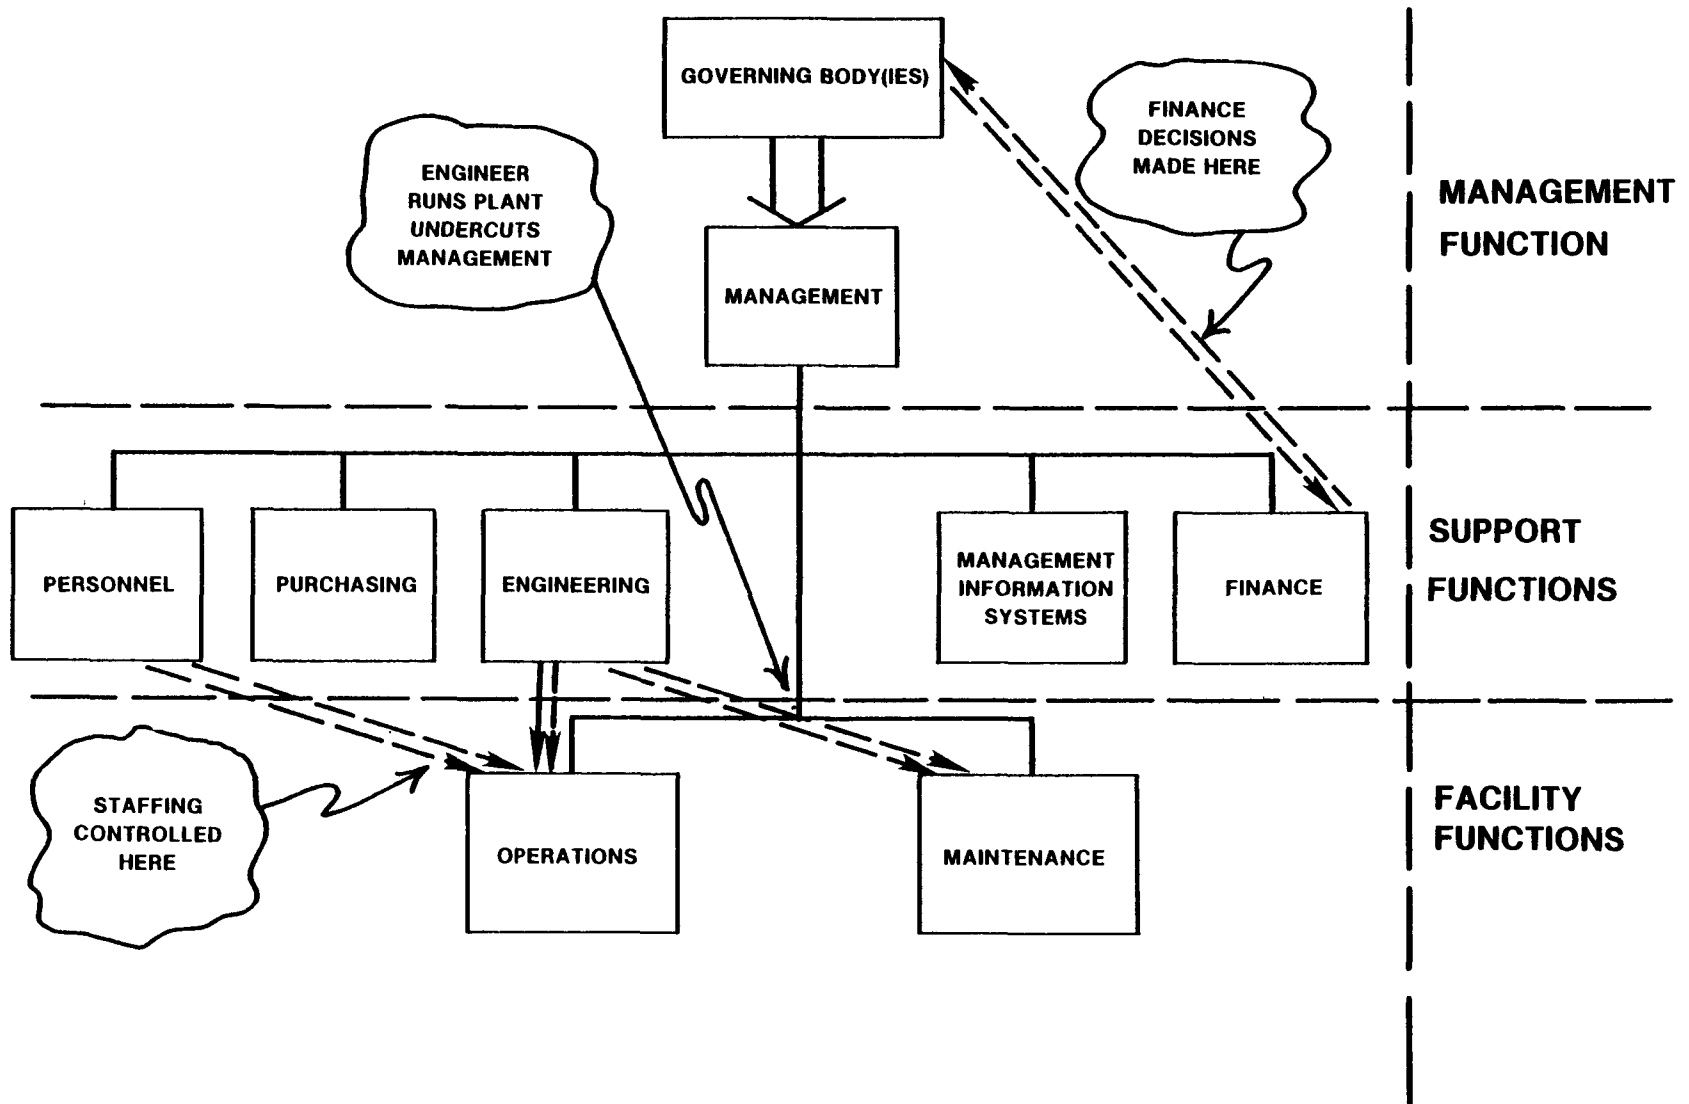 GOVERNING BODY(IES)
FINANCE
DECISIONS
MADE HERE
ENGINEER
RUNS PLANT
UNDERCUTS
MANAGEMENT
MANAGEMENT
FUNCTION
MANAGEMENT
PERSONNEL
PURCHASING
ENGINEERING
MANAGEMENT
INFORMATION
SYSTEMS
FINANCE
SUPPORT
FUNCTIONS
STAFFING
CONTROLLED
HERE
OPERATIONS
MAINTENANCE
FACILITY
FUNCTIONS